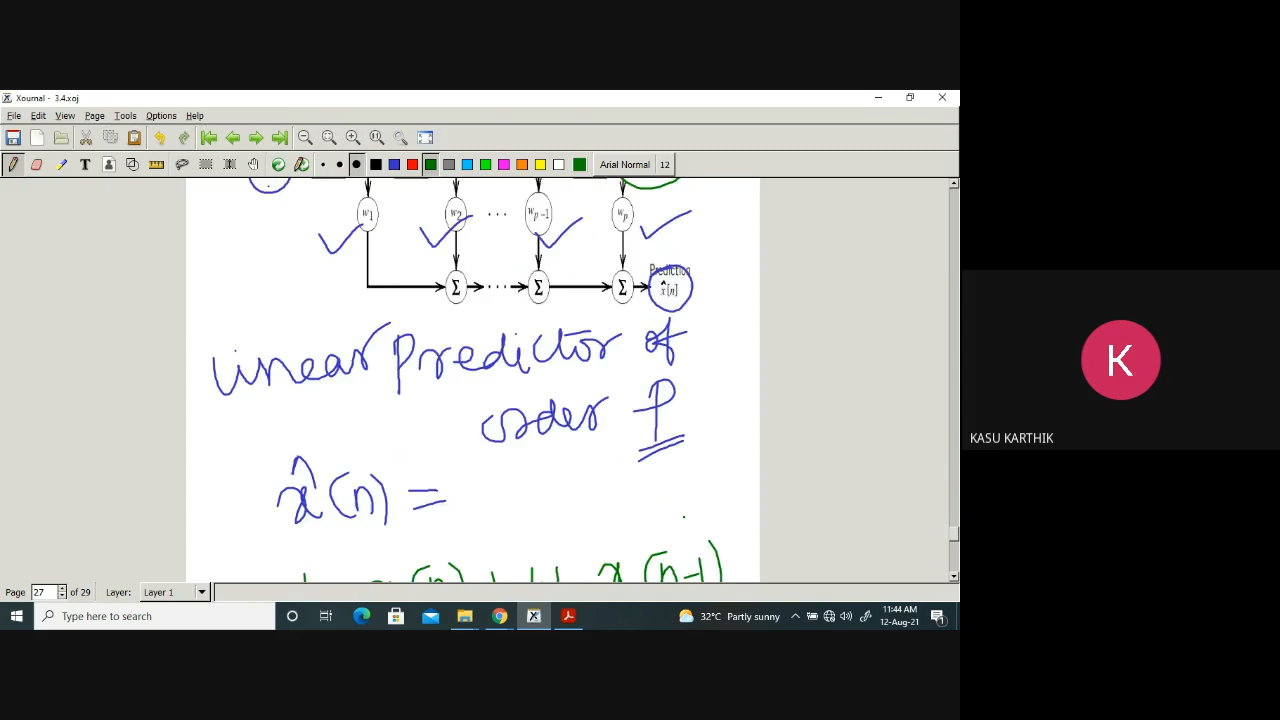 Xournal - 3.4.xoj
File Edit View Page Tools Options Help
T Arial Normal 12
w1 w2 ... wp-1 wp
Prediction
Σ ... Σ Σ x̂[n]
Linear Predictor of
order P
x̂(n) =
x(n) + x(n-1)
Page 27 of 29 Layer: Layer 1
Type here to search
32°C Partly sunny
11:44 AM
12-Aug-21
1
K
KASU KARTHIK